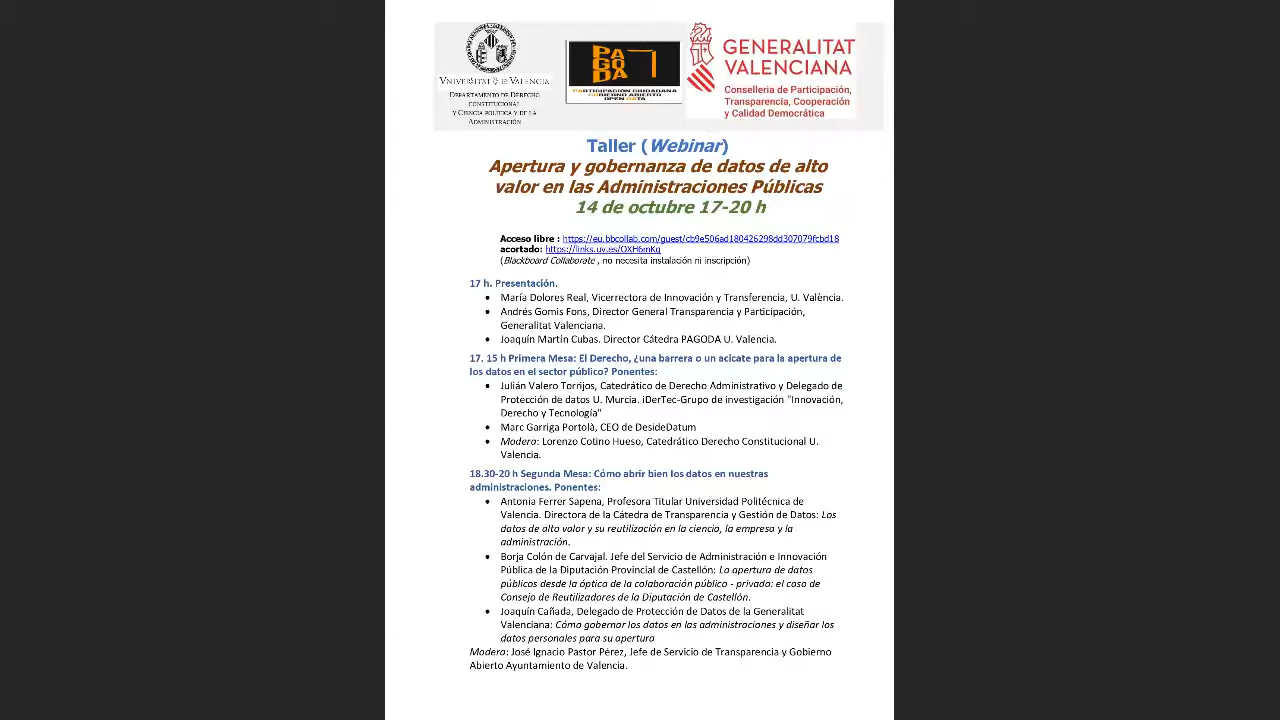 VNIVERSITAT DE VALENCIA
DEPARTAMENTO DE DERECHO
CONSTITUCIONAL
Y CIENCIA POLÍTICA Y DE LA
ADMINISTRACIÓN
PA
GO
DA
PARTICIPACIÓN CIUDADANA
GOBIERNO ABIERTO
OPEN DATA
GENERALITAT
VALENCIANA
Conselleria de Participación,
Transparencia, Cooperación
y Calidad Democrática
Taller (Webinar)
Apertura y gobernanza de datos de alto
valor en las Administraciones Públicas
14 de octubre 17-20 h
Acceso libre : https://eu.bbcollab.com/guest/cb9e506ad180426298dd307079fcbd18
acortado: https://links.uv.es/OXH6mKq
(Blackboard Collaborate , no necesita instalación ni inscripción)
17 h. Presentación.
• María Dolores Real, Vicerrectora de Innovación y Transferencia, U. València.
• Andrés Gomis Fons, Director General Transparencia y Participación,
Generalitat Valenciana.
• Joaquín Martín Cubas. Director Cátedra PAGODA U. Valencia.
17. 15 h Primera Mesa: El Derecho, ¿una barrera o un acicate para la apertura de
los datos en el sector público? Ponentes:
• Julián Valero Torrijos, Catedrático de Derecho Administrativo y Delegado de
Protección de datos U. Murcia. iDerTec-Grupo de investigación "Innovación,
Derecho y Tecnología"
• Marc Garriga Portolà, CEO de DesideDatum
• Modera: Lorenzo Cotino Hueso, Catedrático Derecho Constitucional U.
Valencia.
18.30-20 h Segunda Mesa: Cómo abrir bien los datos en nuestras
administraciones. Ponentes:
• Antonia Ferrer Sapena, Profesora Titular Universidad Politécnica de
Valencia. Directora de la Cátedra de Transparencia y Gestión de Datos: Los
datos de alto valor y su reutilización en la ciencia, la empresa y la
administración.
• Borja Colón de Carvajal. Jefe del Servicio de Administración e Innovación
Pública de la Diputación Provincial de Castellón: La apertura de datos
públicos desde la óptica de la colaboración público - privada: el caso de
Consejo de Reutilizadores de la Diputación de Castellón.
• Joaquín Cañada, Delegado de Protección de Datos de la Generalitat
Valenciana: Cómo gobernar los datos en las administraciones y diseñar los
datos personales para su apertura
Modera: José Ignacio Pastor Pérez, Jefe de Servicio de Transparencia y Gobierno
Abierto Ayuntamiento de Valencia.